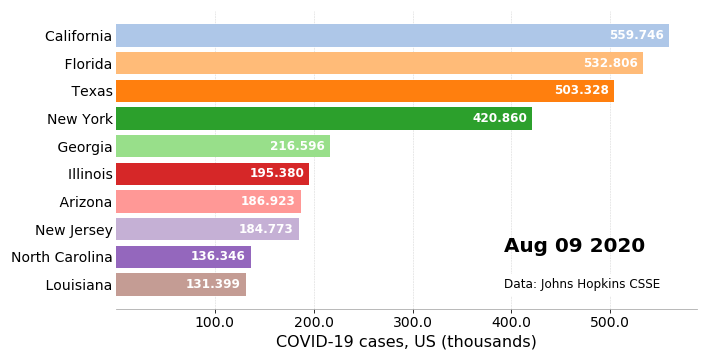 California 559.746
Florida 532.806
Texas 503.328
New York 420.860
Georgia 216.596
Illinois 195.380
Arizona 186.923
New Jersey 184.773
North Carolina 136.346
Louisiana 131.399
Aug 09 2020
Data: Johns Hopkins CSSE
100.0 200.0 300.0 400.0 500.0
COVID-19 cases, US (thousands)